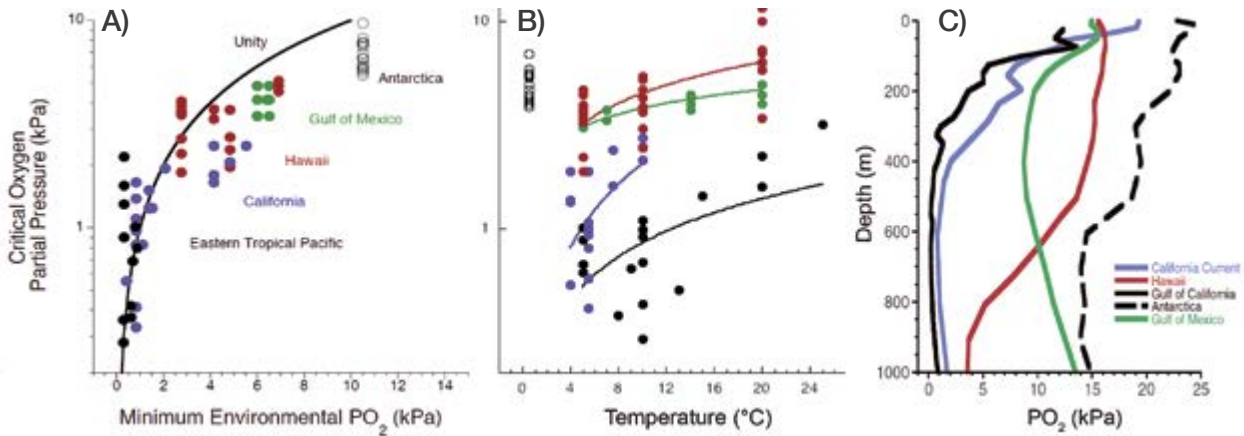 A)
10
1
Critical Oxygen
Partial Pressure (kPa)
Unity
Antarctica
Gulf of Mexico
Hawaii
California
Eastern Tropical Pacific
0 2 4 6 8 10 12 14
Minimum Environmental PO2 (kPa)
B)
10
1
0 4 8 12 16 20 24
Temperature (°C)
C)
0
200
400
600
800
1000
Depth (m)
California Current
Hawaii
Gulf of California
Antarctica
Gulf of Mexico
0 5 10 15 20 25
PO2 (kPa)